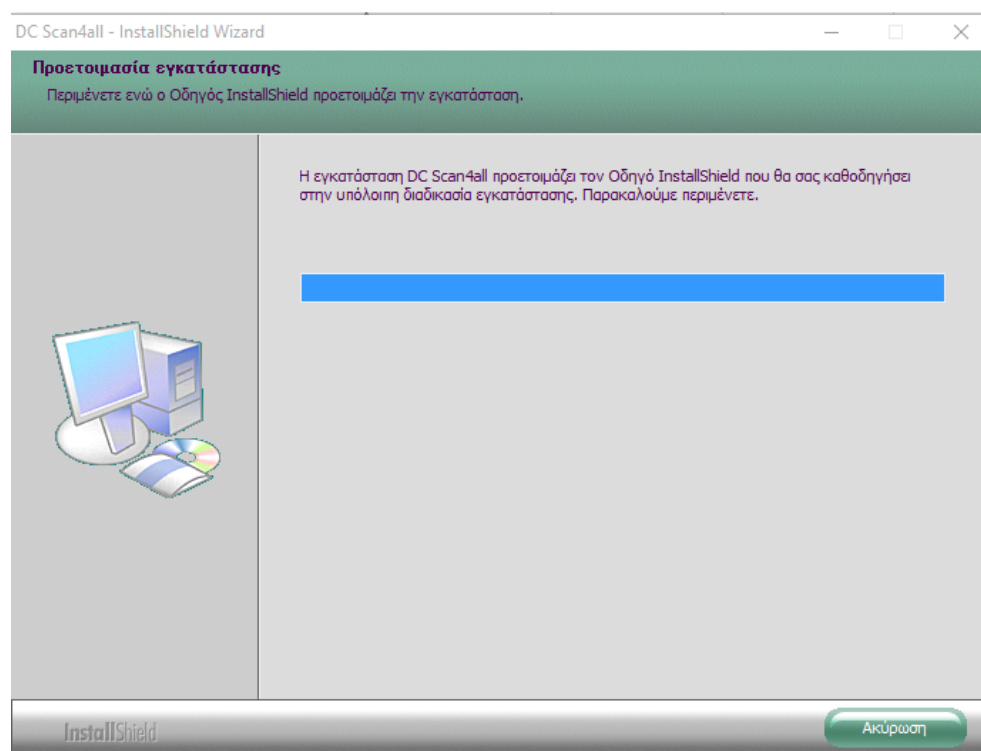 DC Scan4all - InstallShield Wizard
Προετοιμασία εγκατάστασης
Περιμένετε ενώ ο Οδηγός InstallShield προετοιμάζει την εγκατάσταση.
Η εγκατάσταση DC Scan4all προετοιμάζει τον Οδηγό InstallShield που θα σας καθοδηγήσει
στην υπόλοιπη διαδικασία εγκατάστασης. Παρακαλούμε περιμένετε.
InstallShield
Ακύρωση